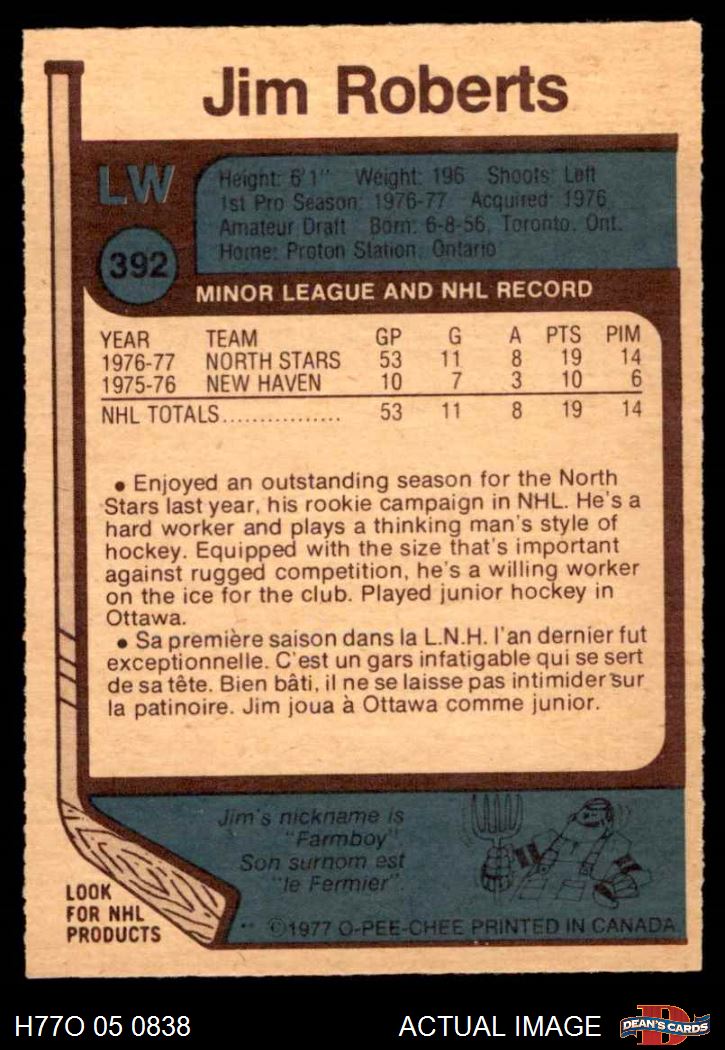 Jim Roberts
LW
392
Height: 6'1" Weight: 196 Shoots: Left
1st Pro Season: 1976-77 Acquired: 1976
Amateur Draft Born: 6-8-56, Toronto, Ont.
Home: Proton Station, Ontario
MINOR LEAGUE AND NHL RECORD
YEAR TEAM GP G A PTS PIM
1976-77 NORTH STARS 53 11 8 19 14
1975-76 NEW HAVEN 10 7 3 10 6
NHL TOTALS................ 53 11 8 19 14
• Enjoyed an outstanding season for the North
Stars last year, his rookie campaign in NHL. He's a
hard worker and plays a thinking man's style of
hockey. Equipped with the size that's important
against rugged competition, he's a willing worker
on the ice for the club. Played junior hockey in
Ottawa.
• Sa première saison dans la L.N.H. l'an dernier fut
exceptionnelle. C'est un gars infatigable qui se sert
de sa tête. Bien bâti, il ne se laisse pas intimider sur
la patinoire. Jim joua à Ottawa comme junior.
Jim's nickname is
"Farmboy"
Son surnom est
"le Fermier".
LOOK
FOR NHL
PRODUCTS
©1977 O-PEE-CHEE PRINTED IN CANADA
H77O 05 0838 ACTUAL IMAGE
D
DEAN'S CARDS